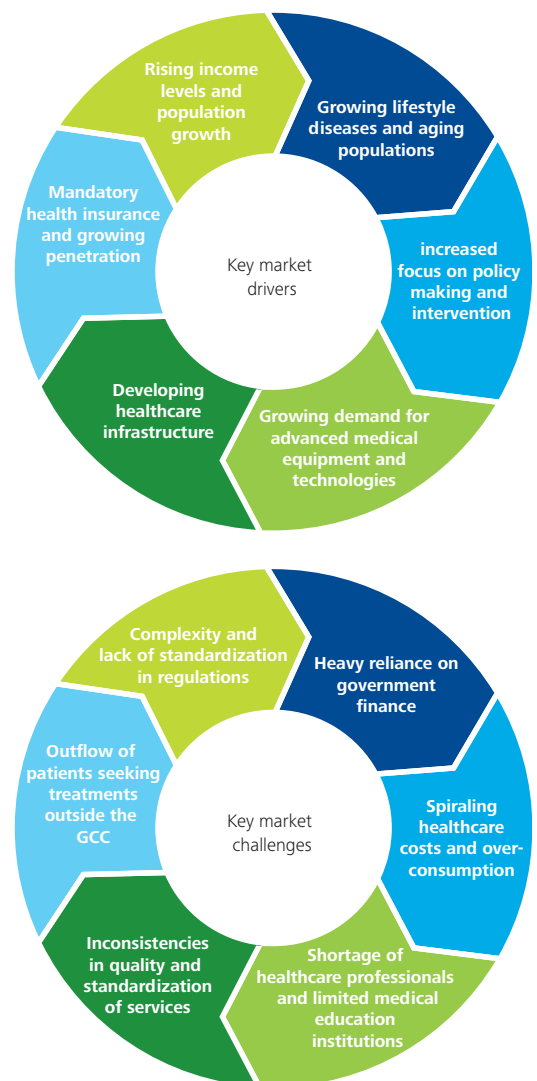 Rising income
levels and
population
growth
Growing lifestyle
diseases and aging
populations
Mandatory
health insurance
and growing
penetration
Key market
drivers
increased
focus on policy
making and
intervention
Developing
healthcare
infrastructure
Growing demand for
advanced medical
equipment and
technologies
Complexity and
lack of standardization
in regulations
Heavy reliance on
government
finance
Outflow of
patients seeking
treatments
outside the
GCC
Key market
challenges
Spiraling
healthcare
costs and over-
consumption
Inconsistencies
in quality and
standardization
of services
Shortage of
healthcare professionals
and limited medical
education
institutions